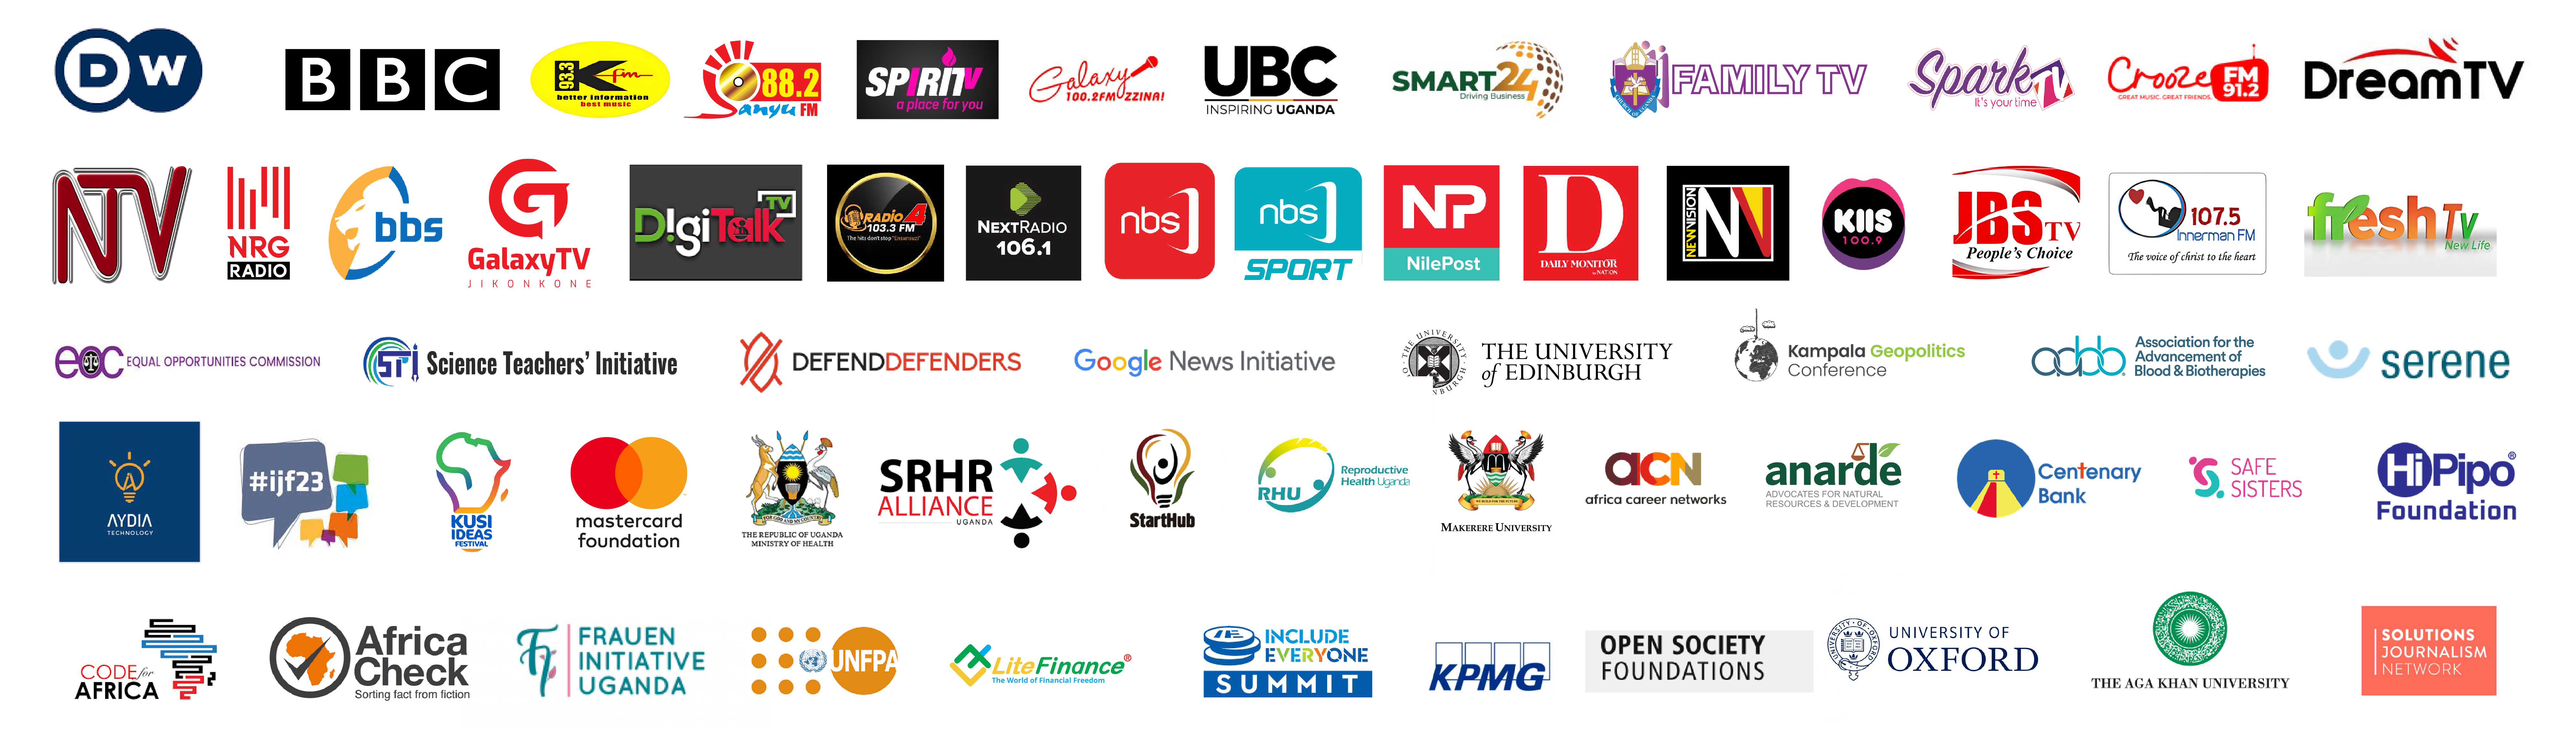 DW
BBC
93.3 K fm
better information
best music
88.2
Sanyu FM
SPIRIT TV
a place for you
Galaxy
100.2FM ZZINA!
UBC
INSPIRING UGANDA
SMART24
Driving Business
FAMILY TV
Spark TV
It's your time
Crooze FM
91.2
GREAT MUSIC. GREAT FRIENDS.
DreamTV
NTV
NRG
RADIO
bbs
GalaxyTV
JIKONKONE
D!giTalk TV
RADIO 4
103.3 FM
NEXTRADIO
106.1
nbs
nbs
SPORT
NP
NilePost
D
DAILY MONITOR
NEW VISION
N
KIIS
100.9
JBS TV
People's Choice
107.5
Innerman FM
The voice of christ to the heart
fresh Tv
New Life
eoc EQUAL OPPORTUNITIES COMMISSION
STI Science Teachers' Initiative
DEFENDDEFENDERS
Google News Initiative
THE UNIVERSITY
of EDINBURGH
Kampala Geopolitics
Conference
aabb
Association for the
Advancement of
Blood & Biotherapies
serene
AYDIA
TECHNOLOGY
#ijf23
KUSI
IDEAS
FESTIVAL
mastercard
foundation
THE REPUBLIC OF UGANDA
MINISTRY OF HEALTH
SRHR
ALLIANCE
UGANDA
StartHub
RHU
Reproductive
Health Uganda
MAKERERE UNIVERSITY
acn
africa career networks
anarde
ADVOCATES FOR NATURAL
RESOURCES & DEVELOPMENT
Centenary
Bank
SAFE
SISTERS
HiPipo®
Foundation
CODE for
AFRICA
Africa
Check
Sorting fact from fiction
FRAUEN
INITIATIVE
UGANDA
UNFPA
LiteFinance®
The World of Financial Freedom
INCLUDE
EVERYONE
SUMMIT
KPMG
OPEN SOCIETY
FOUNDATIONS
UNIVERSITY OF
OXFORD
THE AGA KHAN UNIVERSITY
SOLUTIONS
JOURNALISM
NETWORK